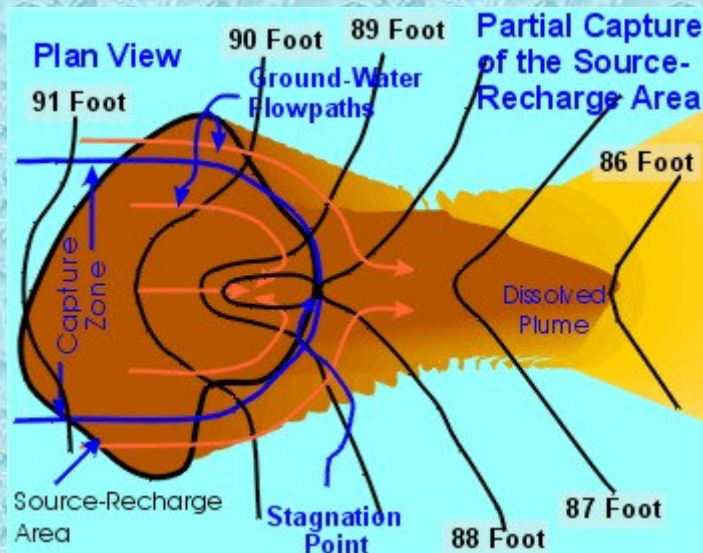 Plan View
90 Foot
89 Foot
Partial Capture
of the Source-
Recharge Area
Ground-Water
Flowpaths
91 Foot
86 Foot
Capture
Zone
Dissolved
Plume
Source-Recharge
Area
Stagnation
Point
88 Foot
87 Foot